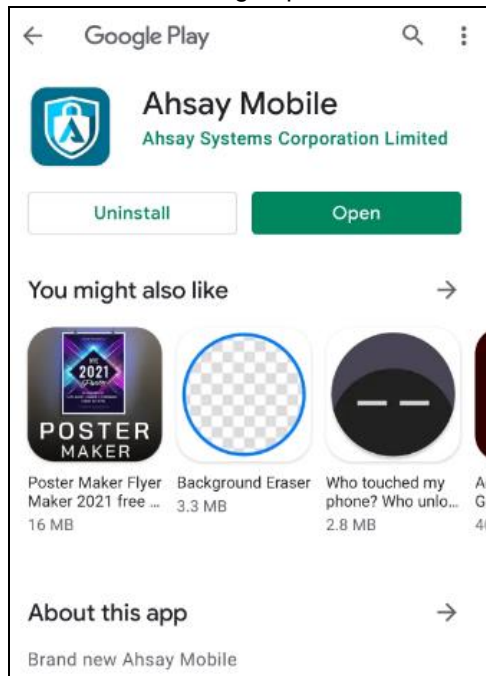 Google Play
Ahsay Mobile
Ahsay Systems Corporation Limited
Uninstall
Open
You might also like
2021
POSTER
MAKER
Poster Maker Flyer
Maker 2021 free ...
16 MB
Background Eraser
3.3 MB
Who touched my
phone? Who unlo...
2.8 MB
A
G
4
About this app
Brand new Ahsay Mobile